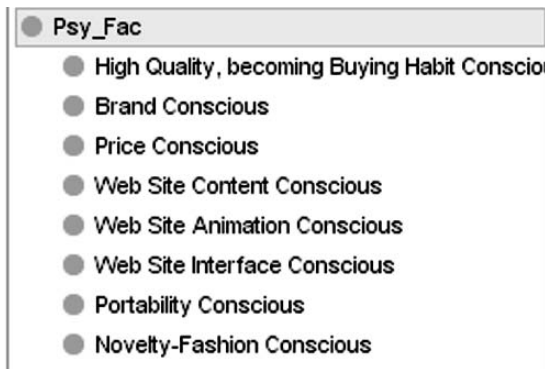 Psy_Fac
High Quality, becoming Buying Habit Consciou
Brand Conscious
Price Conscious
Web Site Content Conscious
Web Site Animation Conscious
Web Site Interface Conscious
Portability Conscious
Novelty-Fashion Conscious